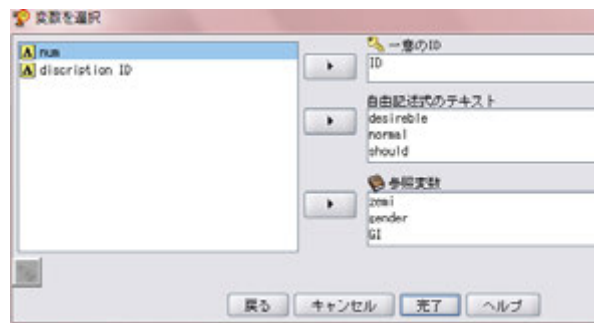 変数を選択
num
discription ID
一意のID
ID
自由記述式のテキスト
desireble
normal
should
参照変数
zemi
gender
GI
戻る
キャンセル
完了
ヘルプ